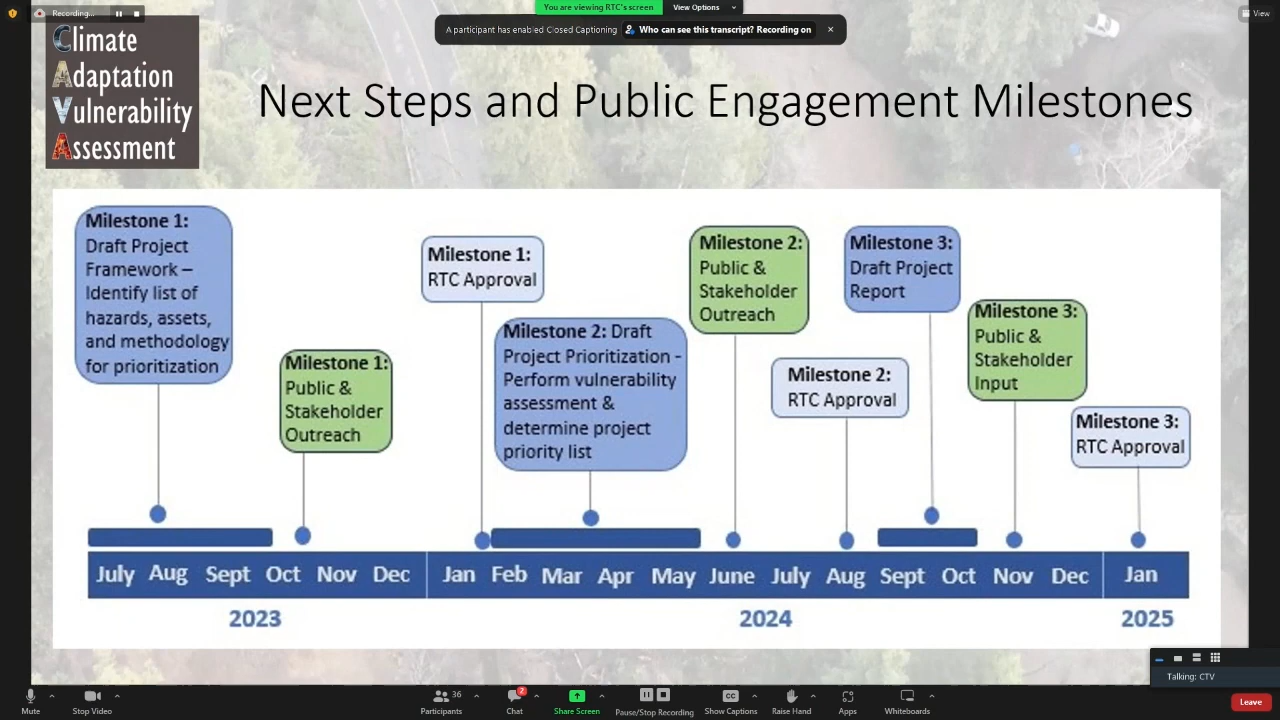 Recording...
You are viewing RTC's screen
View Options
View
A participant has enabled Closed Captioning
Who can see this transcript? Recording on
Climate
Adaptation
Vulnerability
Assessment
Next Steps and Public Engagement Milestones
Milestone 1:
Draft Project
Framework –
Identify list of
hazards, assets,
and methodology
for prioritization
Milestone 1:
Public &
Stakeholder
Outreach
Milestone 1:
RTC Approval
Milestone 2: Draft
Project Prioritization -
Perform vulnerability
assessment &
determine project
priority list
Milestone 2:
Public &
Stakeholder
Outreach
Milestone 2:
RTC Approval
Milestone 3:
Draft Project
Report
Milestone 3:
Public &
Stakeholder
Input
Milestone 3:
RTC Approval
July Aug Sept Oct Nov Dec Jan Feb Mar Apr May June July Aug Sept Oct Nov Dec Jan
2023 2024 2025
Talking: CTV
Mute
Stop Video
36
Participants
2
Chat
Share Screen
Pause/Stop Recording
CC
Show Captions
Raise Hand
Apps
Whiteboards
Leave